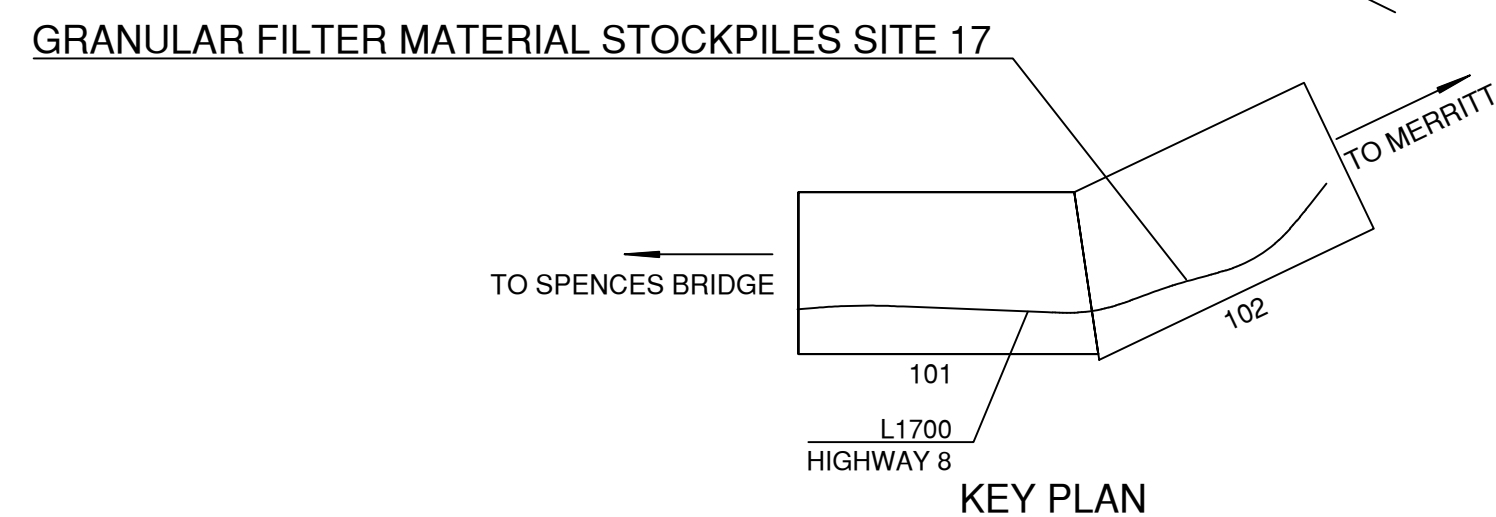 GRANULAR FILTER MATERIAL STOCKPILES SITE 17
TO MERRITT
TO SPENCES BRIDGE
102
101
L1700
HIGHWAY 8
KEY PLAN